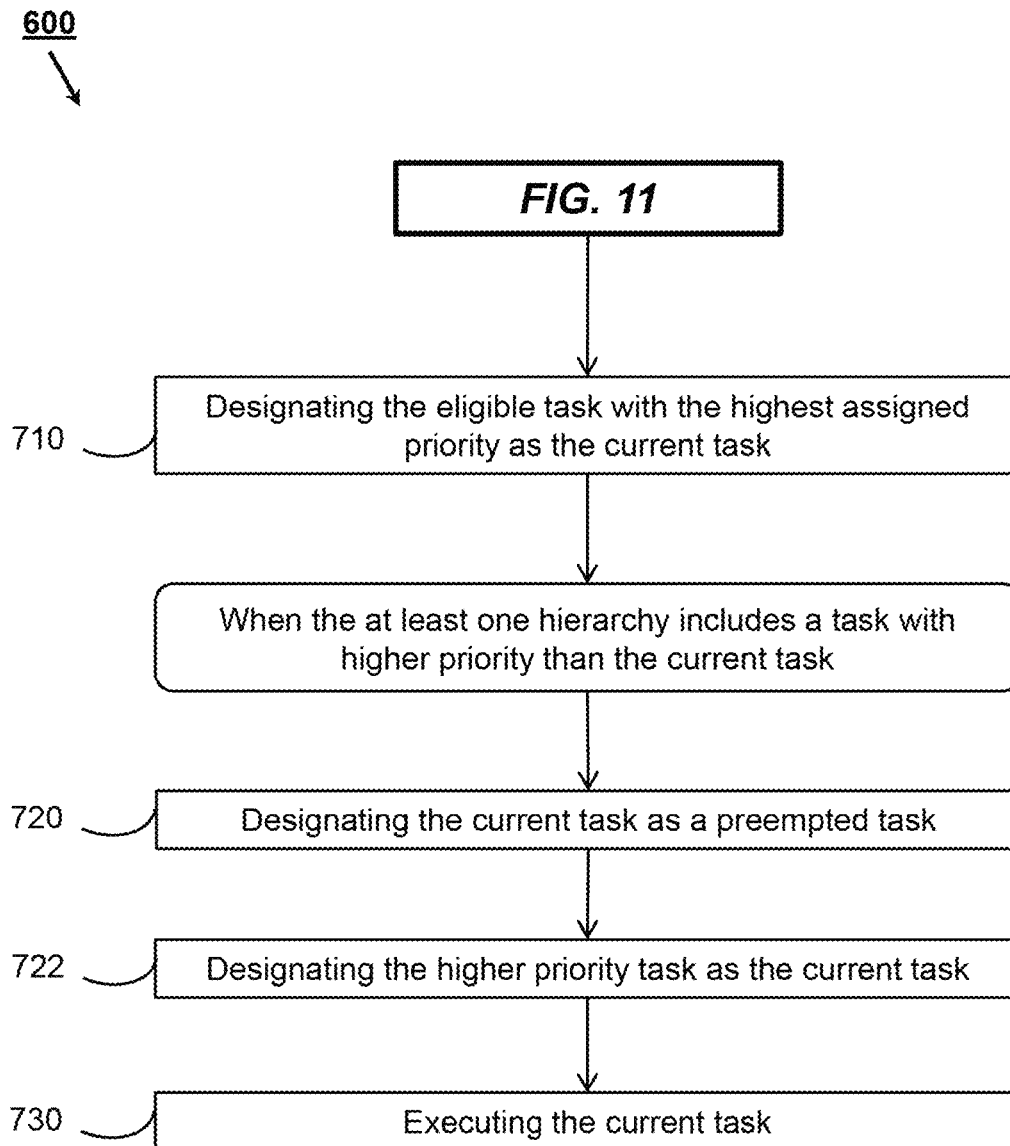 600
FIG. 11
710
Designating the eligible task with the highest assigned
priority as the current task
When the at least one hierarchy includes a task with
higher priority than the current task
720
Designating the current task as a preempted task
722
Designating the higher priority task as the current task
730
Executing the current task